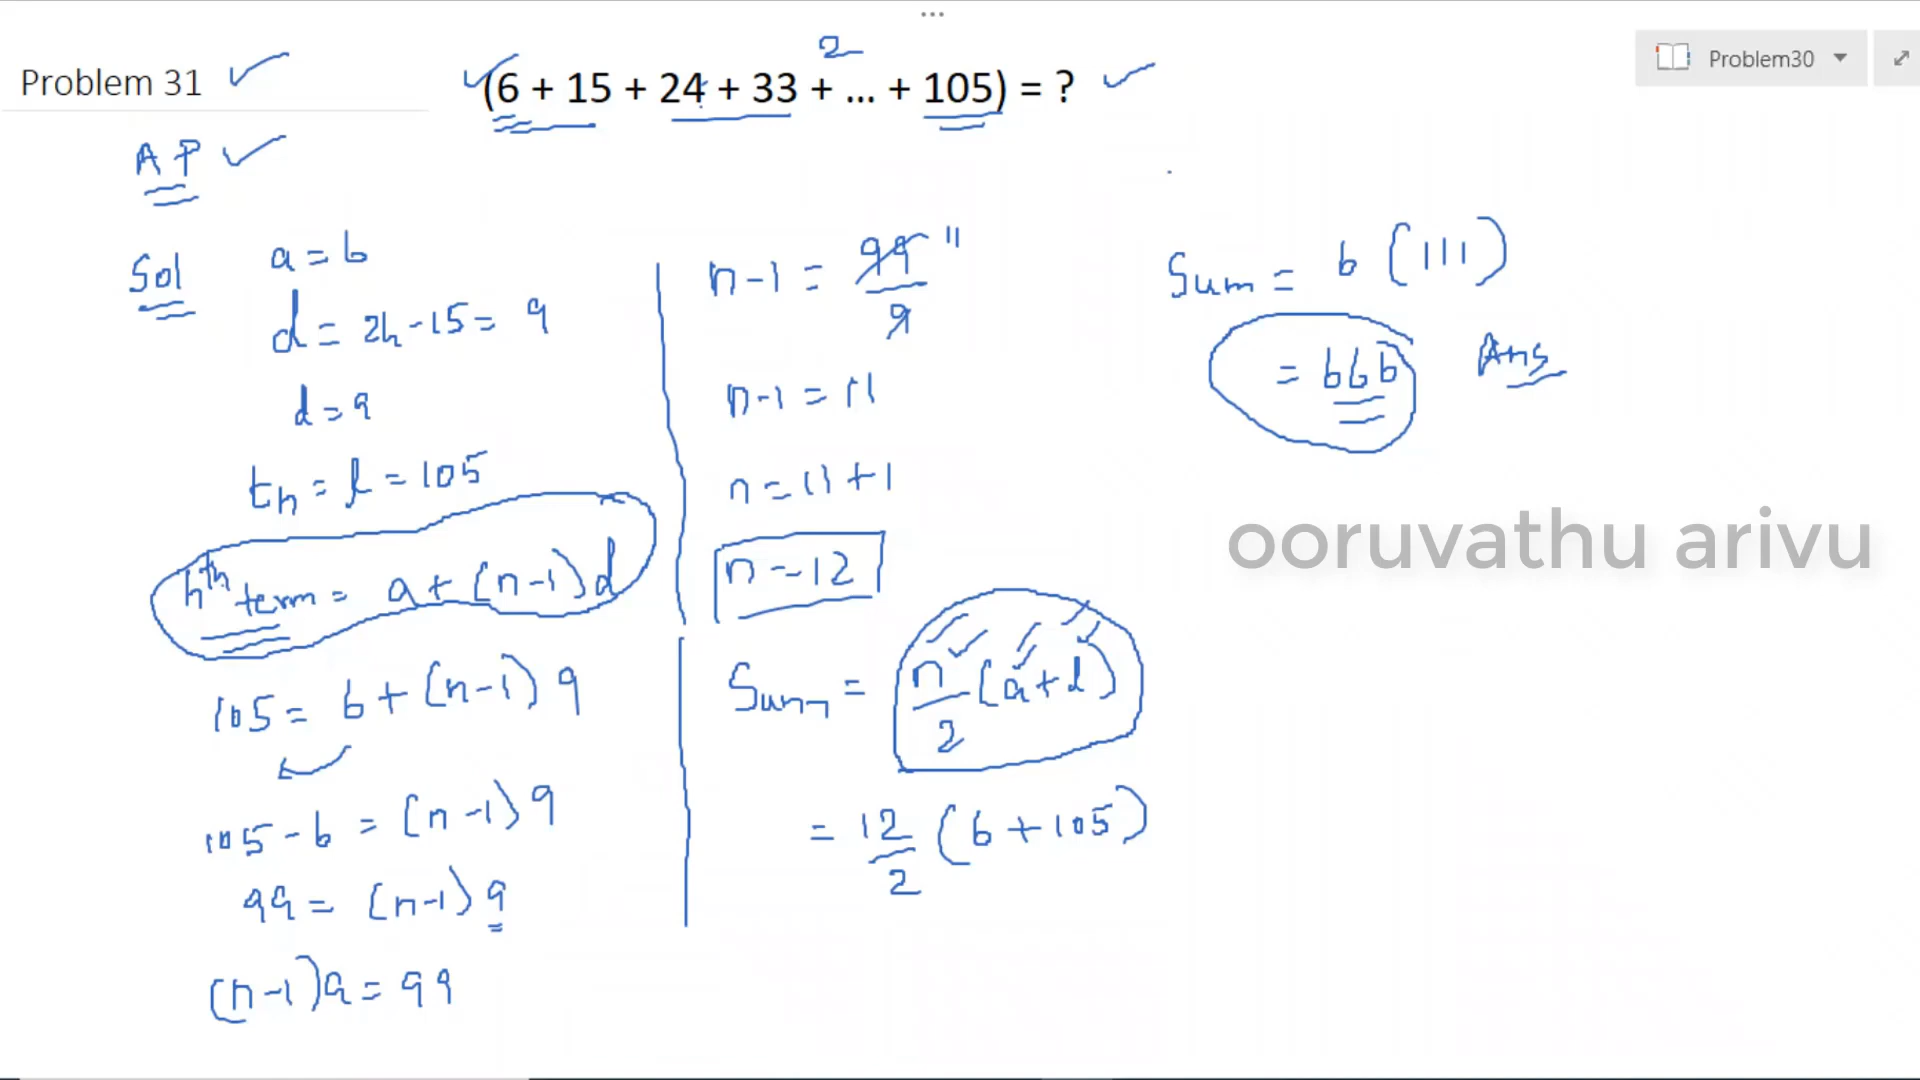 ...
Problem 31
(6 + 15 + 24 + 33 + ... + 105) = ?
2
Problem30
AP
Sol
a = 6
d = 24 - 15 = 9
d = 9
tn = l = 105
nth term = a + (n-1)d
105 = 6 + (n-1) 9
105 - 6 = (n-1) 9
99 = (n-1) 9
(n-1)9 = 99
n-1 = 99/9 11
n-1 = 11
n = 11 + 1
n = 12
Sum = n/2 (a+l)
= 12/2 (6 + 105)
Sum = 6 (111)
= 666 Ans
ooruvathu arivu